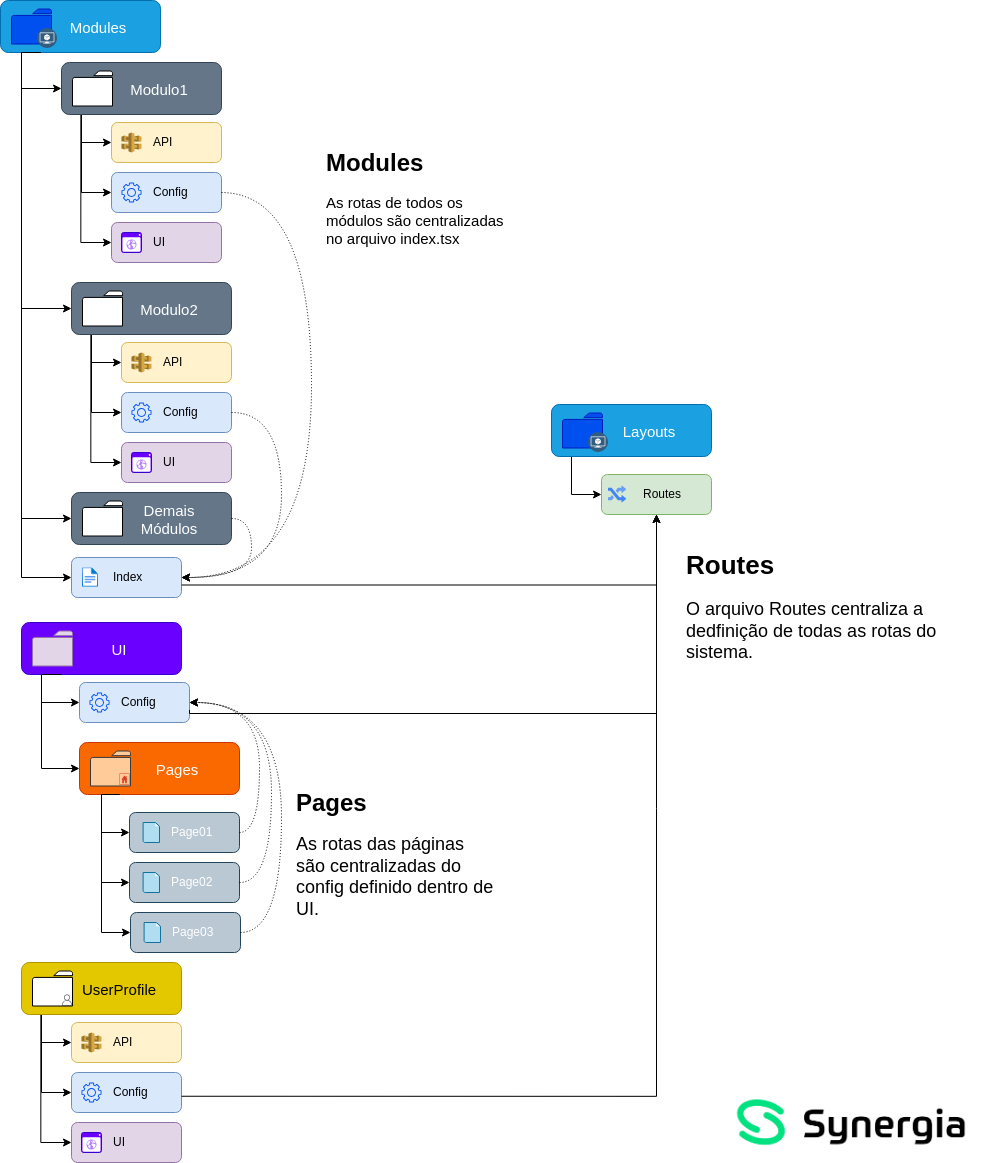 Modules
Modulo1
API
Config
UI
Modules
As rotas de todos os
módulos são centralizadas
no arquivo index.tsx
Modulo2
API
Config
UI
Demais
Módulos
Index
Layouts
Routes
Routes
O arquivo Routes centraliza a
dedfinição de todas as rotas do
sistema.
UI
Config
Pages
Page01
Page02
Page03
Pages
As rotas das páginas
são centralizadas do
config definido dentro de
UI.
UserProfile
API
Config
UI
Synergia